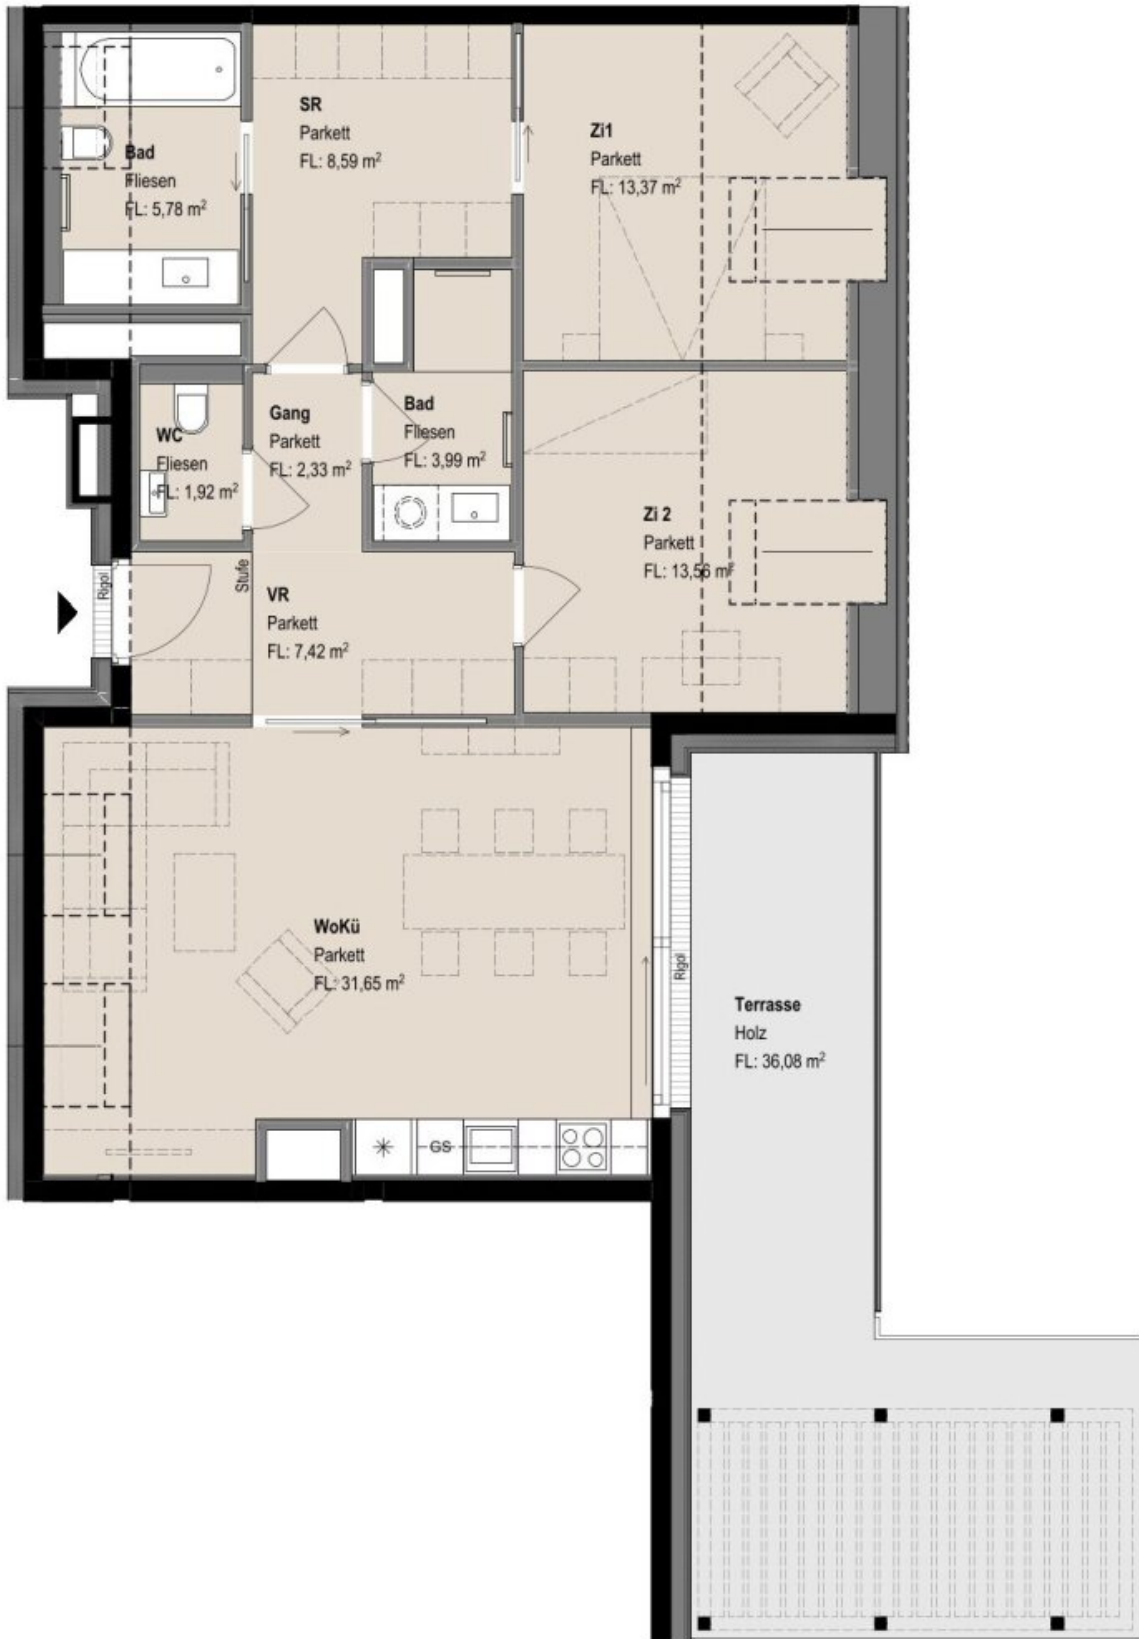 SR
Parkett
FL: 8,59 m²
Zi1
Parkett
FL: 13,37 m²
Bad
Fliesen
FL: 5,78 m²
Gang
Parkett
FL: 2,33 m²
Bad
Fliesen
FL: 3,99 m²
WC
Fliesen
FL: 1,92 m²
Zi 2
Parkett
FL: 13,56 m²
Rigol
Stufe
VR
Parkett
FL: 7,42 m²
WoKü
Parkett
FL: 31,65 m²
Rigol
Terrasse
Holz
FL: 36,08 m²
GS